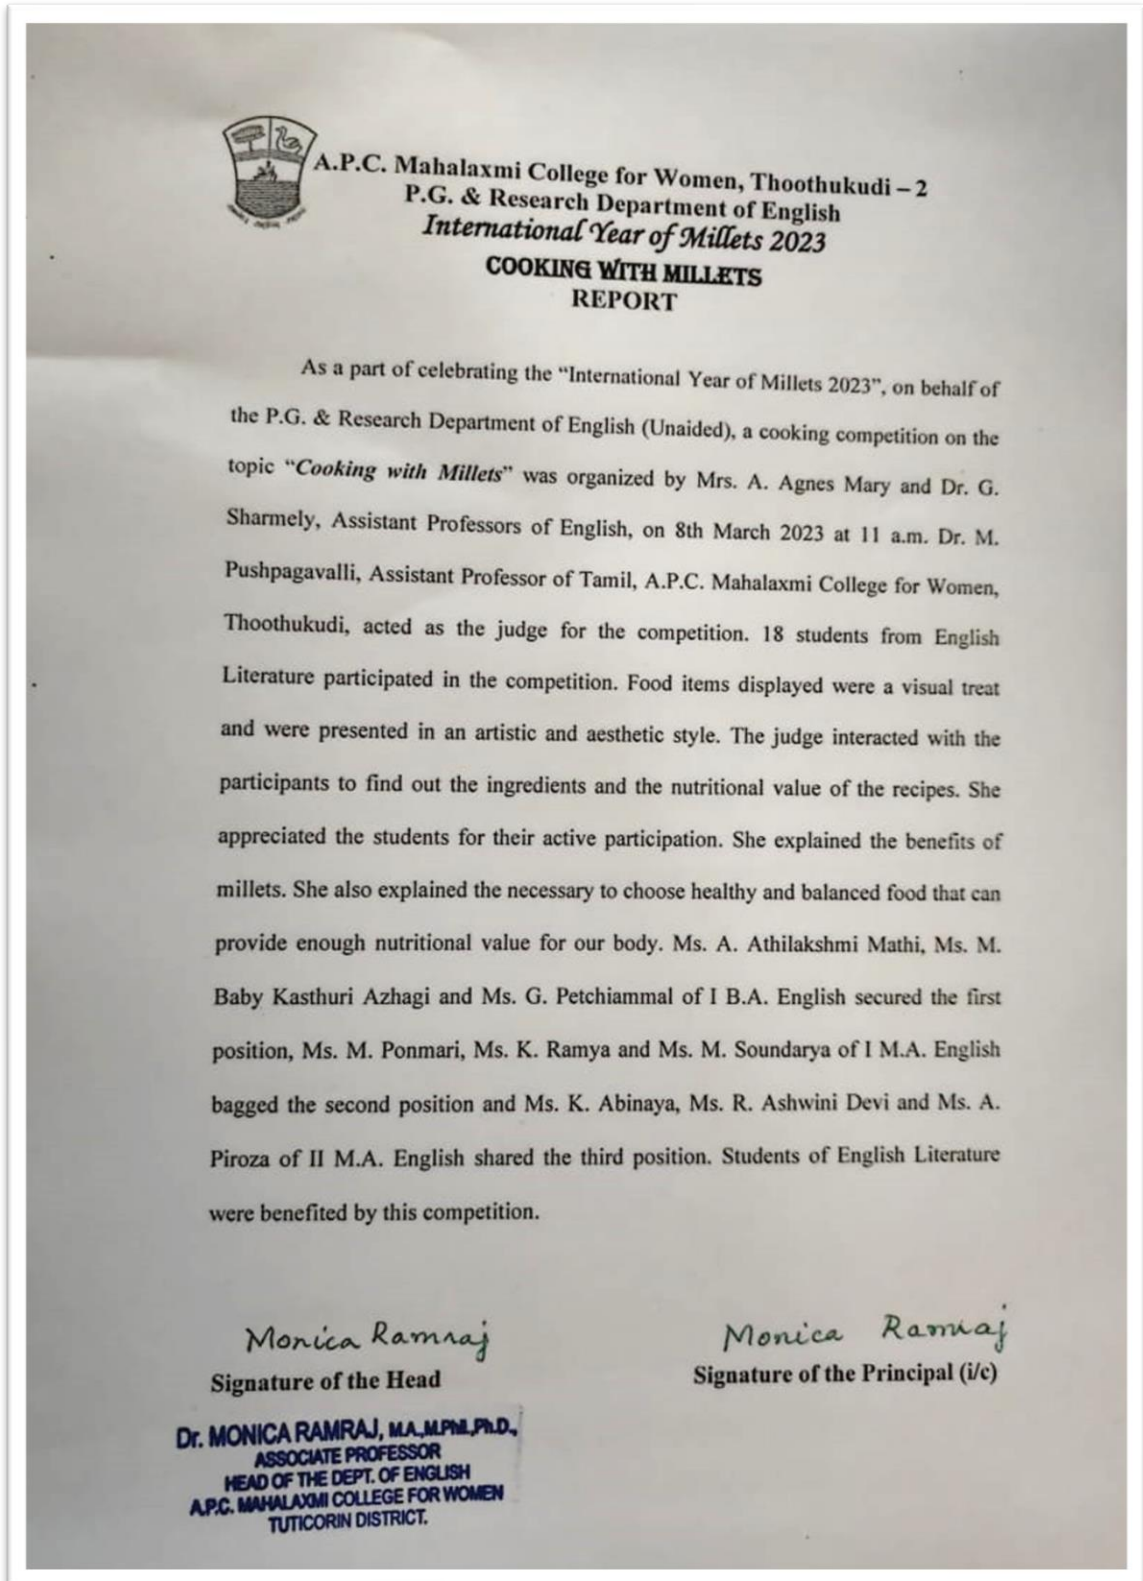 A.P.C. Mahalaxmi College for Women, Thoothukudi – 2
P.G. & Research Department of English
International Year of Millets 2023
COOKING WITH MILLETS
REPORT
As a part of celebrating the “International Year of Millets 2023”, on behalf of
the P.G. & Research Department of English (Unaided), a cooking competition on the
topic “Cooking with Millets” was organized by Mrs. A. Agnes Mary and Dr. G.
Sharmely, Assistant Professors of English, on 8th March 2023 at 11 a.m. Dr. M.
Pushpagavalli, Assistant Professor of Tamil, A.P.C. Mahalaxmi College for Women,
Thoothukudi, acted as the judge for the competition. 18 students from English
Literature participated in the competition. Food items displayed were a visual treat
and were presented in an artistic and aesthetic style. The judge interacted with the
participants to find out the ingredients and the nutritional value of the recipes. She
appreciated the students for their active participation. She explained the benefits of
millets. She also explained the necessary to choose healthy and balanced food that can
provide enough nutritional value for our body. Ms. A. Athilakshmi Mathi, Ms. M.
Baby Kasthuri Azhagi and Ms. G. Petchiammal of I B.A. English secured the first
position, Ms. M. Ponmari, Ms. K. Ramya and Ms. M. Soundarya of I M.A. English
bagged the second position and Ms. K. Abinaya, Ms. R. Ashwini Devi and Ms. A.
Piroza of II M.A. English shared the third position. Students of English Literature
were benefited by this competition.
Monica Ramraj
Signature of the Head
Monica Ramraj
Signature of the Principal (i/c)
Dr. MONICA RAMRAJ, M.A.,M.Phil.,Ph.D.,
ASSOCIATE PROFESSOR
HEAD OF THE DEPT. OF ENGLISH
A.P.C. MAHALAXMI COLLEGE FOR WOMEN
TUTICORIN DISTRICT.